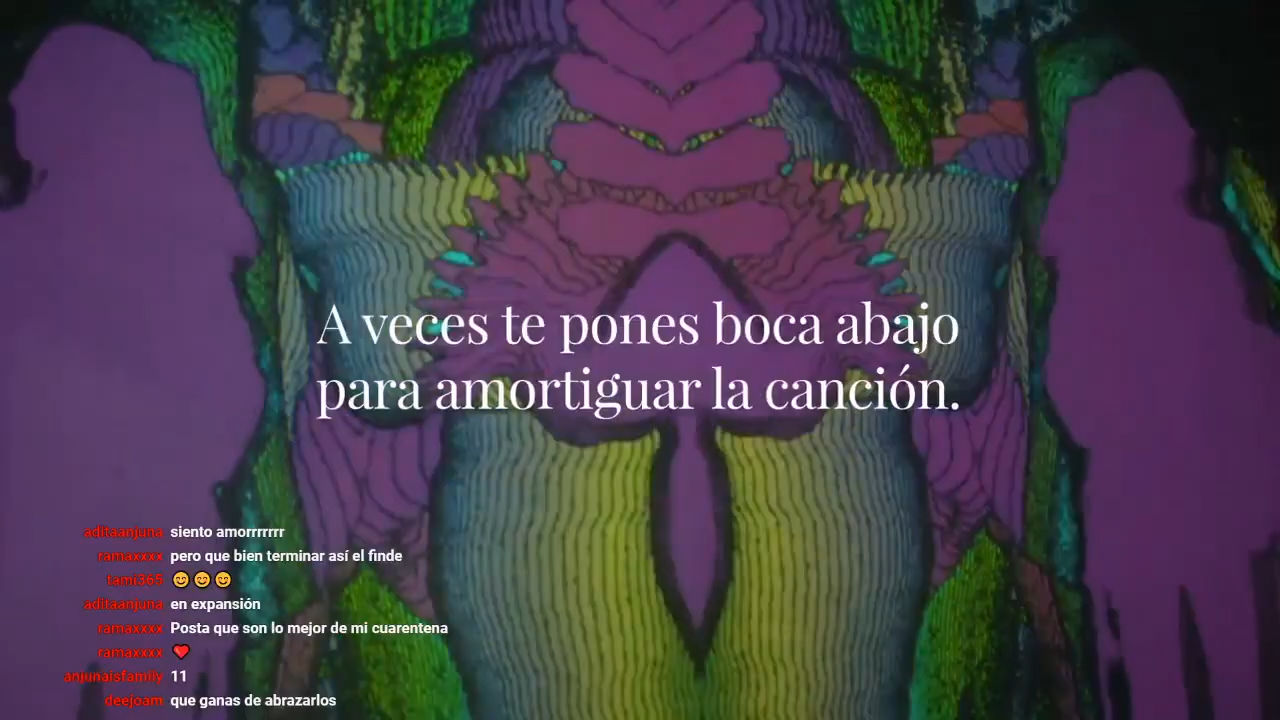 A veces te pones boca abajo
para amortiguar la canción.
aditaanjuna siento amorrrrrrr
ramaxxxx pero que bien terminar así el finde
tami365 😊😊😊
aditaanjuna en expansión
ramaxxxx Posta que son lo mejor de mi cuarentena
ramaxxxx ❤️
anjunaisfamily 11
deejoam que ganas de abrazarlos